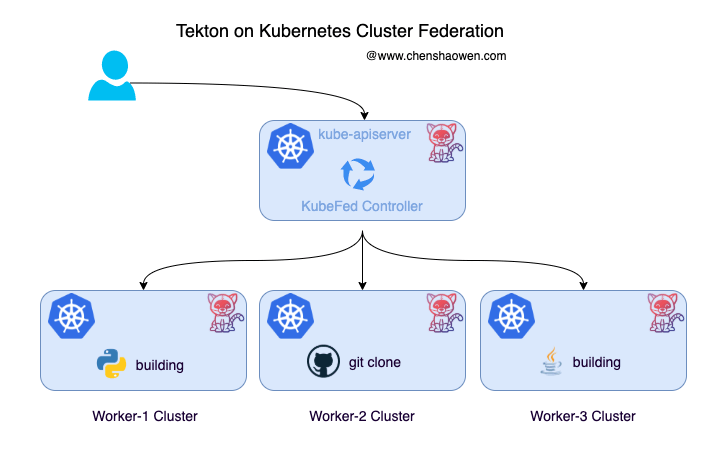 Tekton on Kubernetes Cluster Federation
@www.chenshaowen.com
kube-apiserver
KubeFed Controller
building
git clone
building
Worker-1 Cluster
Worker-2 Cluster
Worker-3 Cluster